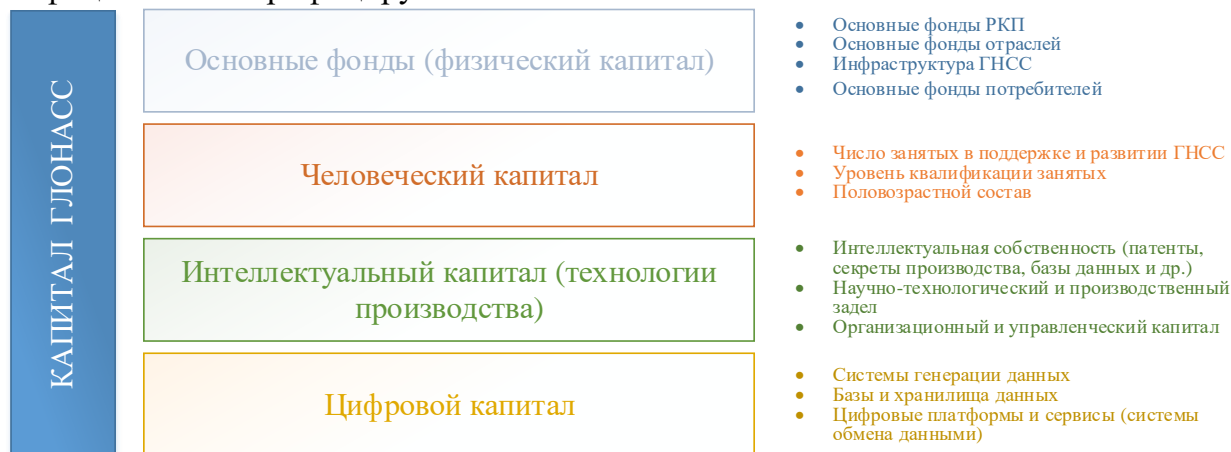 КАПИТАЛ ГЛОНАСС
Основные фонды (физический капитал)
• Основные фонды РКП
• Основные фонды отраслей
• Инфраструктура ГНСС
• Основные фонды потребителей
Человеческий капитал
• Число занятых в поддержке и развитии ГНСС
• Уровень квалификации занятых
• Половозрастной состав
Интеллектуальный капитал (технологии
производства)
• Интеллектуальная собственность (патенты,
секреты производства, базы данных и др.)
• Научно-технологический и производственный
задел
• Организационный и управленческий капитал
Цифровой капитал
• Системы генерации данных
• Базы и хранилища данных
• Цифровые платформы и сервисы (системы
обмена данными)